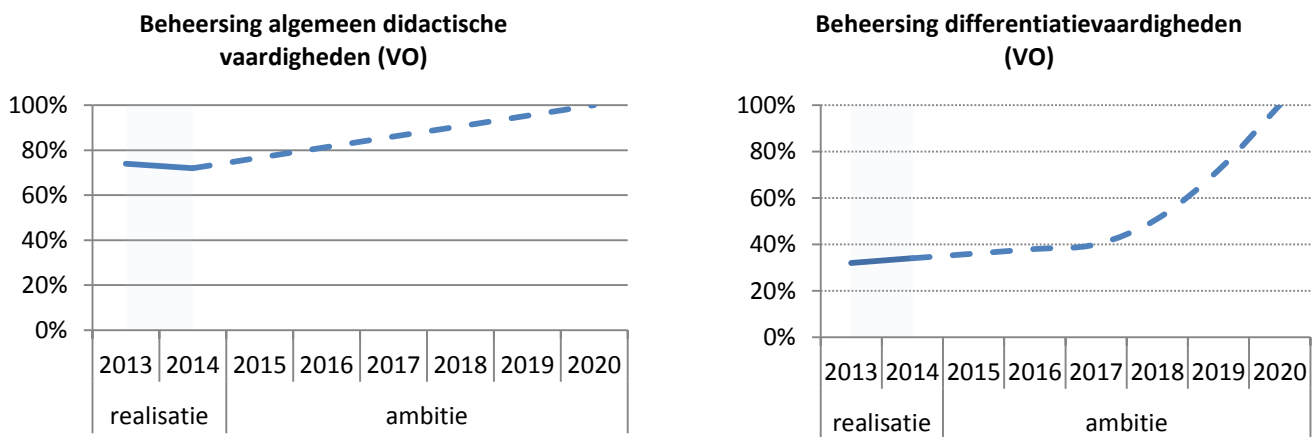 Beheersing algemeen didactische
vaardigheden (VO)
100%
80%
60%
40%
20%
0%
2013 2014 2015 2016 2017 2018 2019 2020
realisatie ambitie
Beheersing differentiatievaardigheden
(VO)
100%
80%
60%
40%
20%
0%
2013 2014 2015 2016 2017 2018 2019 2020
realisatie ambitie